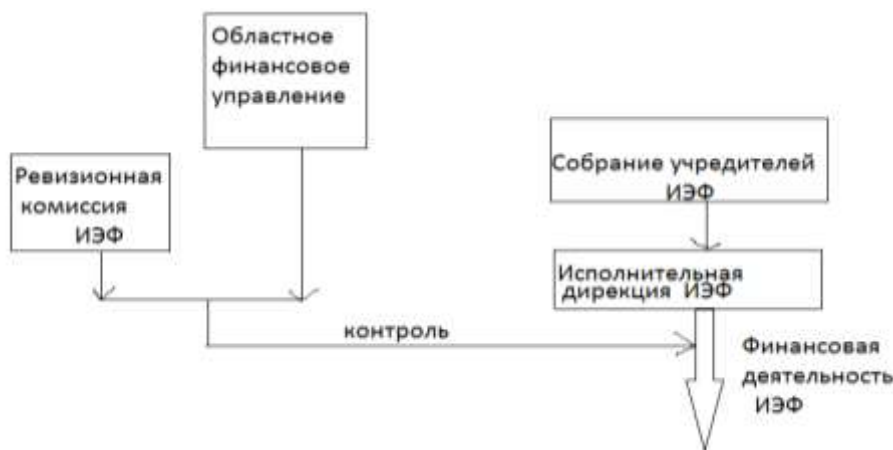 Областное
финансовое
управление
Ревизионная
комиссия
ИЭФ
Собрание учредителей
ИЭФ
Исполнительная
дирекция ИЭФ
контроль
Финансовая
деятельность
ИЭФ